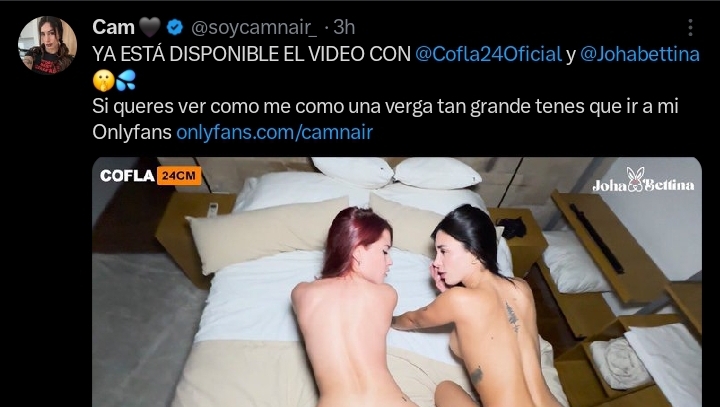 Cam🖤 @soycamnair_ · 3h
YA ESTÁ DISPONIBLE EL VIDEO CON @Cofla24Oficial y @Johabettina
🤫💦
Si queres ver como me como una verga tan grande tenes que ir a mi
Onlyfans onlyfans.com/camnair
COFLA 24CM
Joha Bettina